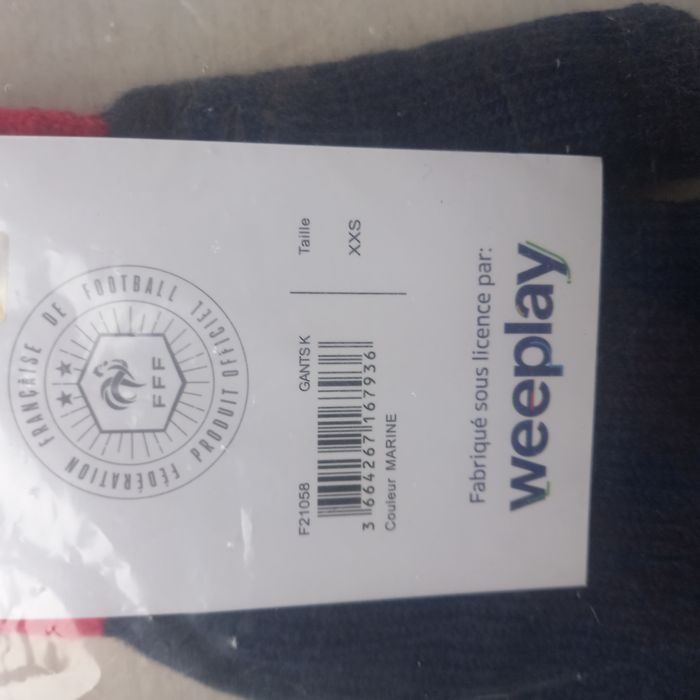 FÉDÉRATION FRANÇAISE DE FOOTBALL
PRODUIT OFFICIEL
FFF
F21058 GANTS K
3 664267 167936
Couleur MARINE
Taille
XXS
Fabriqué sous licence par:
weeplay